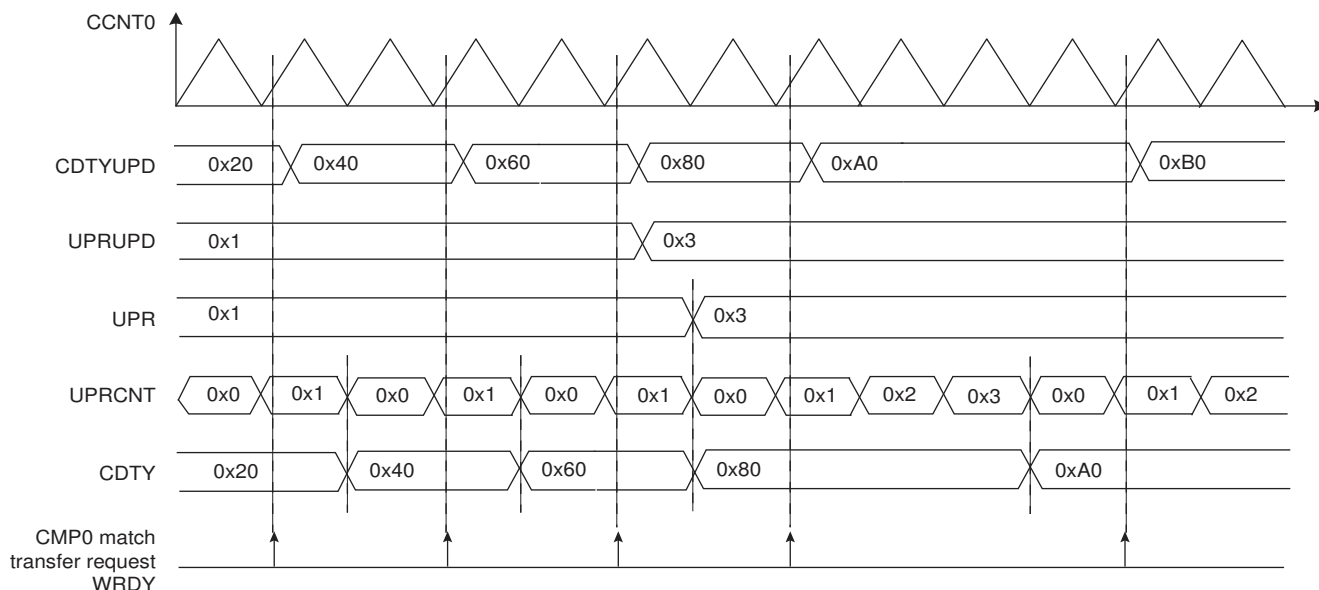 CCNT0
CDTYUPD 0x20 0x40 0x60 0x80 0xA0 0xB0
UPRUPD 0x1 0x3
UPR 0x1 0x3
UPRCNT 0x0 0x1 0x0 0x1 0x0 0x1 0x0 0x1 0x2 0x3 0x0 0x1 0x2
CDTY 0x20 0x40 0x60 0x80 0xA0
CMP0 match
transfer request
WRDY